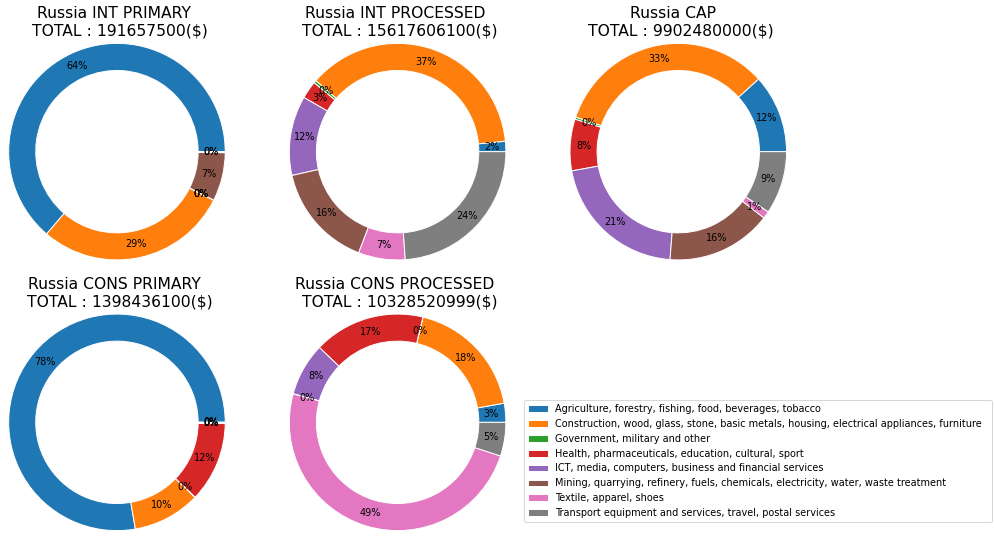 Russia INT PRIMARY
TOTAL : 191657500($)
64%
0%
0%
7%
0%
0%
29%
Russia INT PROCESSED
TOTAL : 15617606100($)
37%
0%
3%
12%
2%
16%
24%
7%
Russia CAP
TOTAL : 9902480000($)
33%
12%
0%
8%
9%
21%
1%
16%
Russia CONS PRIMARY
TOTAL : 1398436100($)
78%
0%
0%
12%
0%
10%
Russia CONS PROCESSED
TOTAL : 10328520999($)
17%
0%
18%
8%
0%
3%
5%
49%
Agriculture, forestry, fishing, food, beverages, tobacco
Construction, wood, glass, stone, basic metals, housing, electrical appliances, furniture
Government, military and other
Health, pharmaceuticals, education, cultural, sport
ICT, media, computers, business and financial services
Mining, quarrying, refinery, fuels, chemicals, electricity, water, waste treatment
Textile, apparel, shoes
Transport equipment and services, travel, postal services